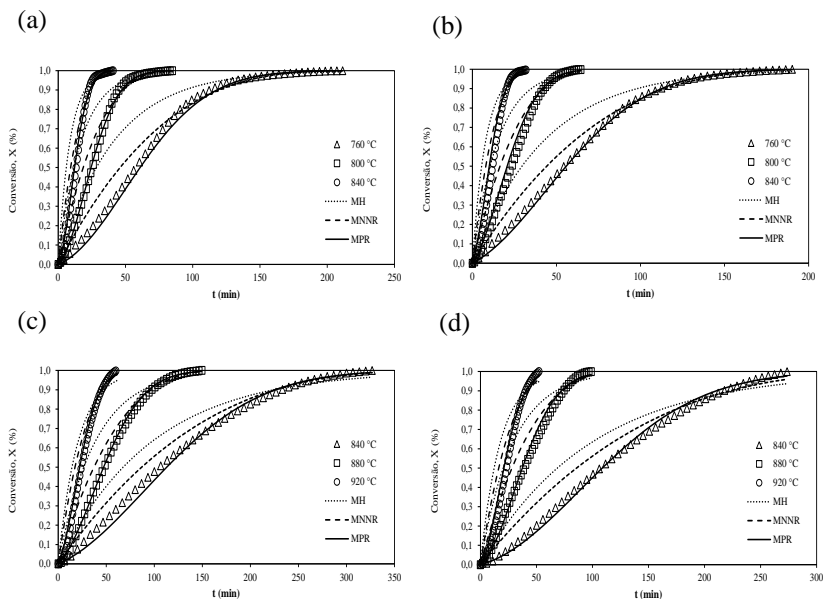 (a)
Conversão, X (%)
1,0
0,9
0,8
0,7
0,6
0,5
0,4
0,3
0,2
0,1
0,0
760 °C
800 °C
840 °C
MH
MNNR
MPR
0 50 100 150 200 250
t (min)
(b)
Conversão, X (%)
1,0
0,9
0,8
0,7
0,6
0,5
0,4
0,3
0,2
0,1
0,0
760 °C
800 °C
840 °C
MH
MNNR
MPR
0 50 100 150 200
t (min)
(c)
Conversão, X (%)
1,0
0,9
0,8
0,7
0,6
0,5
0,4
0,3
0,2
0,1
0,0
840 °C
880 °C
920 °C
MH
MNNR
MPR
0 50 100 150 200 250 300 350
t (min)
(d)
Conversão, X (%)
1,0
0,9
0,8
0,7
0,6
0,5
0,4
0,3
0,2
0,1
0,0
840 °C
880 °C
920 °C
MH
MNNR
MPR
0 50 100 150 200 250 300
t (min)